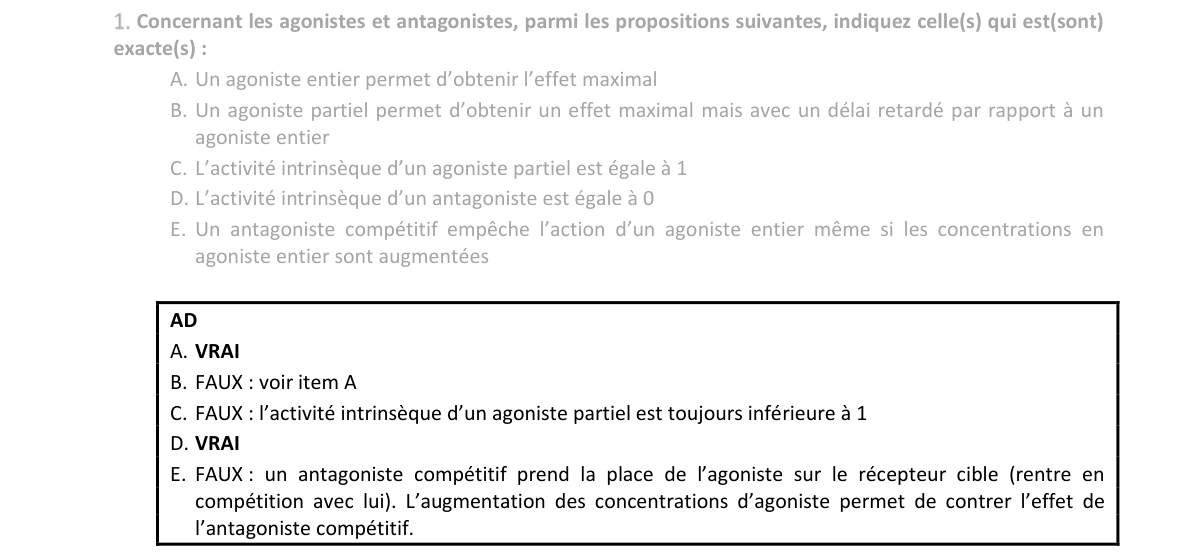 1. Concernant les agonistes et antagonistes, parmi les propositions suivantes, indiquez celle(s) qui est(sont)
exacte(s) :
A. Un agoniste entier permet d’obtenir l’effet maximal
B. Un agoniste partiel permet d’obtenir un effet maximal mais avec un délai retardé par rapport à un
agoniste entier
C. L’activité intrinsèque d’un agoniste partiel est égale à 1
D. L’activité intrinsèque d’un antagoniste est égale à 0
E. Un antagoniste compétitif empêche l’action d’un agoniste entier même si les concentrations en
agoniste entier sont augmentées
AD
A. VRAI
B. FAUX : voir item A
C. FAUX : l’activité intrinsèque d’un agoniste partiel est toujours inférieure à 1
D. VRAI
E. FAUX : un antagoniste compétitif prend la place de l’agoniste sur le récepteur cible (rentre en
compétition avec lui). L’augmentation des concentrations d’agoniste permet de contrer l’effet de
l’antagoniste compétitif.